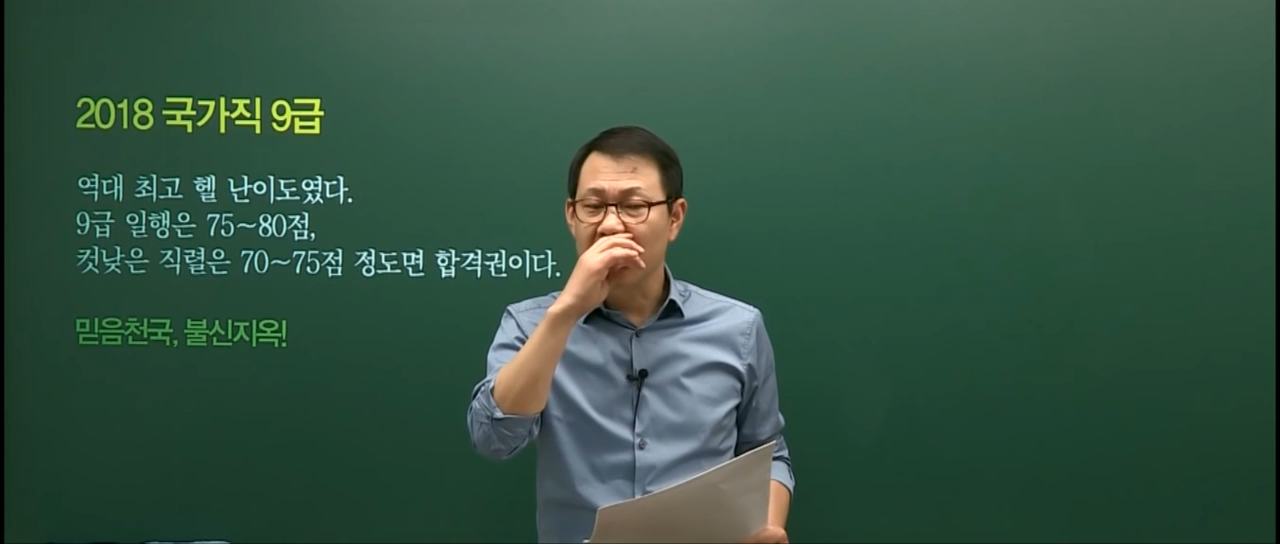 2018 국가직 9급
역대 최고 헬 난이도였다.
9급 일행은 75~80점,
컷낮은 직렬은 70~75점 정도면 합격권이다.
믿음천국, 불신지옥!